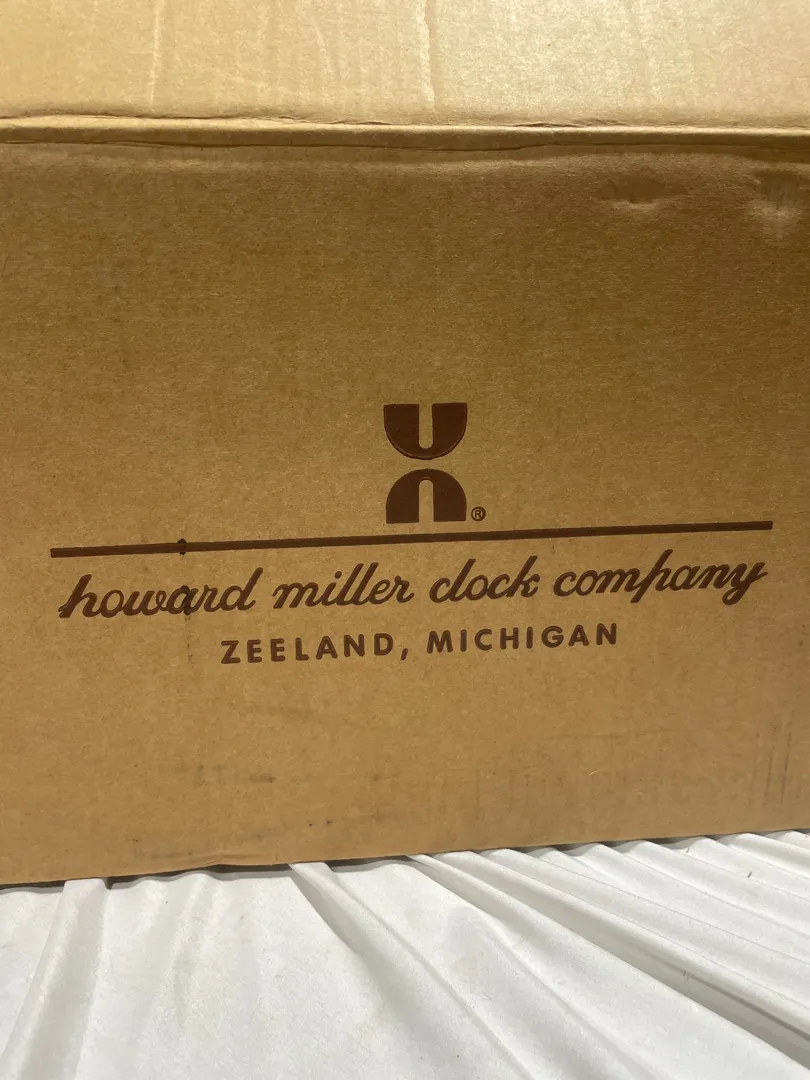 ®
howard miller clock company
ZEELAND, MICHIGAN